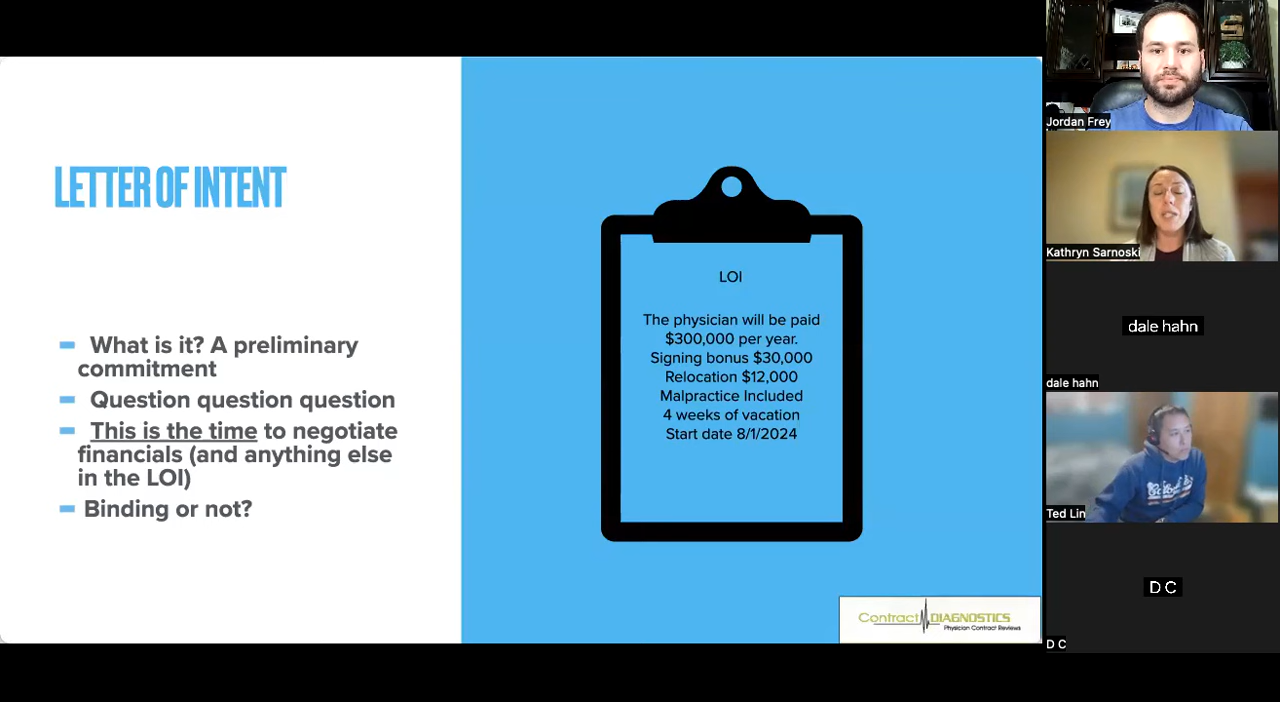 LETTER OF INTENT
What is it? A preliminary
commitment
Question question question
This is the time to negotiate
financials (and anything else
in the LOI)
Binding or not?
LOI
The physician will be paid
$300,000 per year.
Signing bonus $30,000
Relocation $12,000
Malpractice Included
4 weeks of vacation
Start date 8/1/2024
Contract DIAGNOSTICS
Physician Contract Reviews
Jordan Frey
Kathryn Sarnoski
dale hahn
dale hahn
Ted Lin
D C
D C